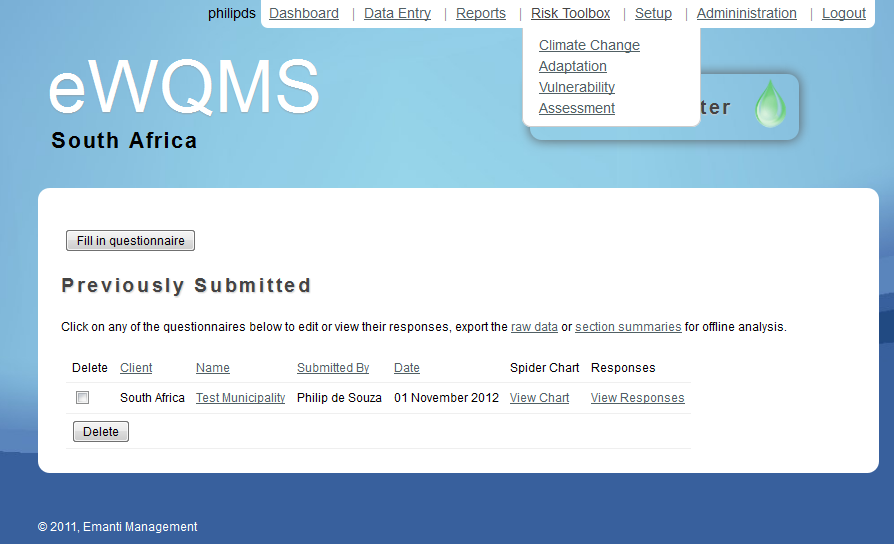 philipds Dashboard | Data Entry | Reports | Risk Toolbox | Setup | Admininistration | Logout
Climate Change
Adaptation
Vulnerability
Assessment
eWQMS
South Africa
Fill in questionnaire
Previously Submitted
Click on any of the questionnaires below to edit or view their responses, export the raw data or section summaries for offline analysis.
Delete Client Name Submitted By Date Spider Chart Responses
South Africa Test Municipality Philip de Souza 01 November 2012 View Chart View Responses
Delete
© 2011, Emanti Management